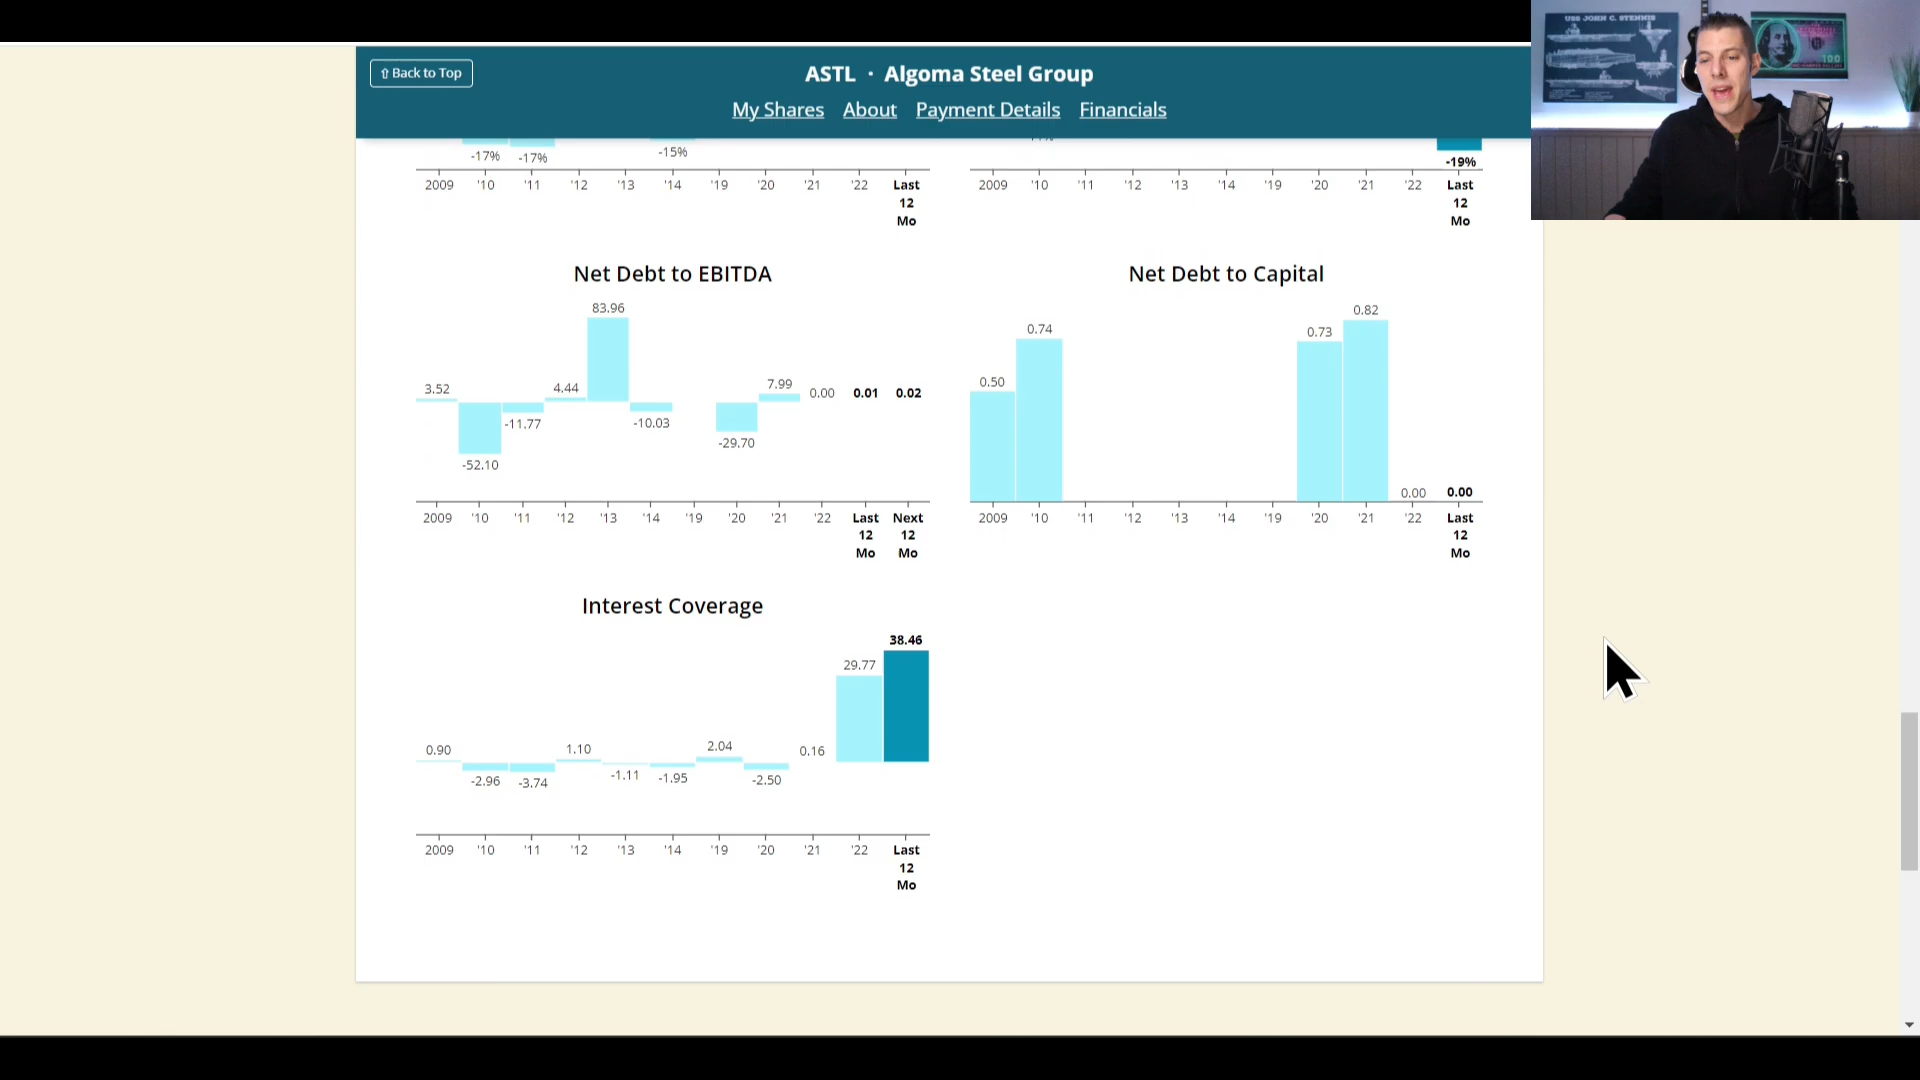 ⇧ Back to Top
ASTL · Algoma Steel Group
My Shares About Payment Details Financials
USS JOHN C. STENNIS
100
-17% -17% -15%
2009 '10 '11 '12 '13 '14 '19 '20 '21 '22 Last 12 Mo
-19%
2009 '10 '11 '12 '13 '14 '19 '20 '21 '22 Last 12 Mo
Net Debt to EBITDA
3.52 -52.10 -11.77 4.44 83.96 -10.03 -29.70 7.99 0.00 0.01 0.02
2009 '10 '11 '12 '13 '14 '19 '20 '21 '22 Last 12 Mo Next 12 Mo
Net Debt to Capital
0.50 0.74 0.73 0.82 0.00 0.00
2009 '10 '11 '12 '13 '14 '19 '20 '21 '22 Last 12 Mo
Interest Coverage
0.90 -2.96 -3.74 1.10 -1.11 -1.95 2.04 -2.50 0.16 29.77 38.46
2009 '10 '11 '12 '13 '14 '19 '20 '21 '22 Last 12 Mo